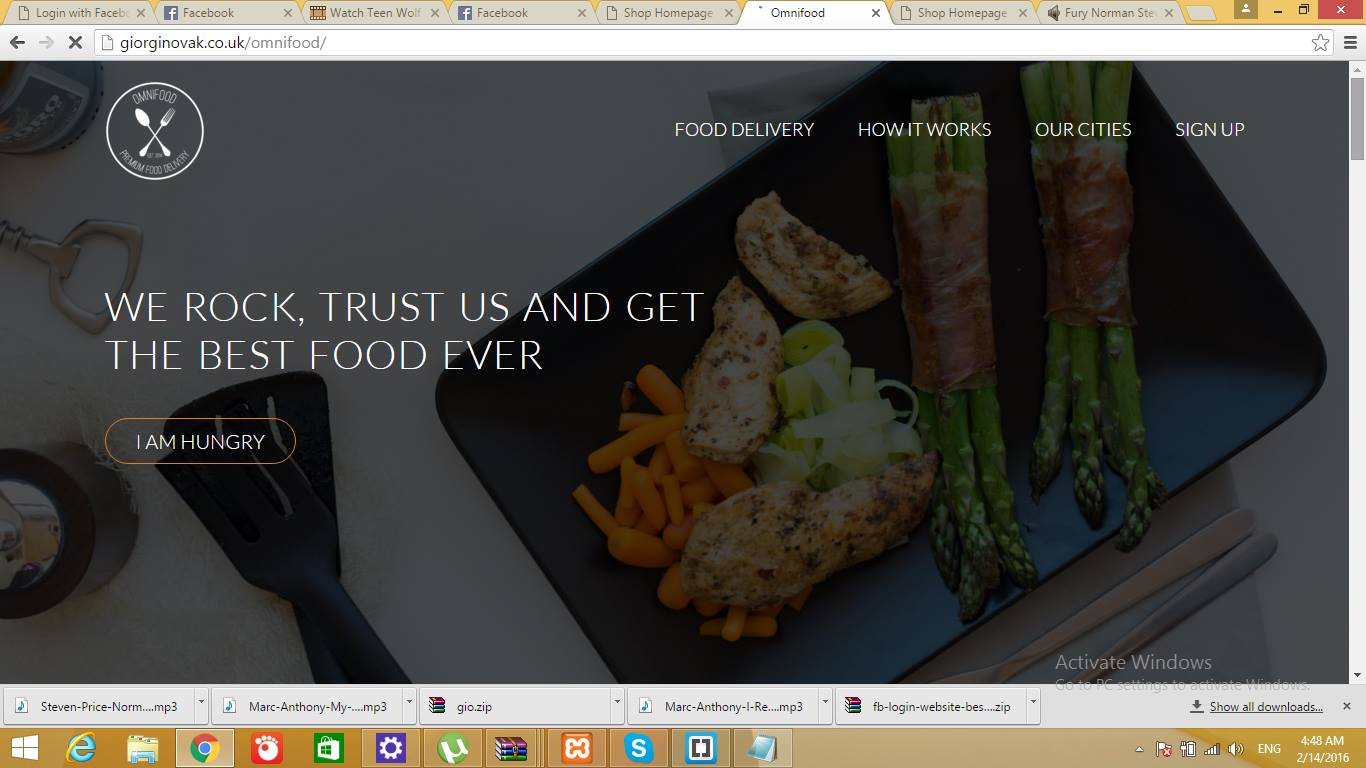 Login with Faceb
Facebook
Watch Teen Wolf
Facebook
Shop Homepage
Omnifood
Shop Homepage
Fury Norman Ste
giorginovak.co.uk/omnifood/
OMNIFOOD
PREMIUM FOOD DELIVERY
FOOD DELIVERY
HOW IT WORKS
OUR CITIES
SIGN UP
WE ROCK, TRUST US AND GET
THE BEST FOOD EVER
I AM HUNGRY
Activate Windows
Go to PC settings to activate Windows.
Steven-Price-Norm....mp3
Marc-Anthony-My-....mp3
gio.zip
Marc-Anthony-I-Re....mp3
fb-login-website-bes....zip
Show all downloads...
ENG
4:48 AM
2/14/2016